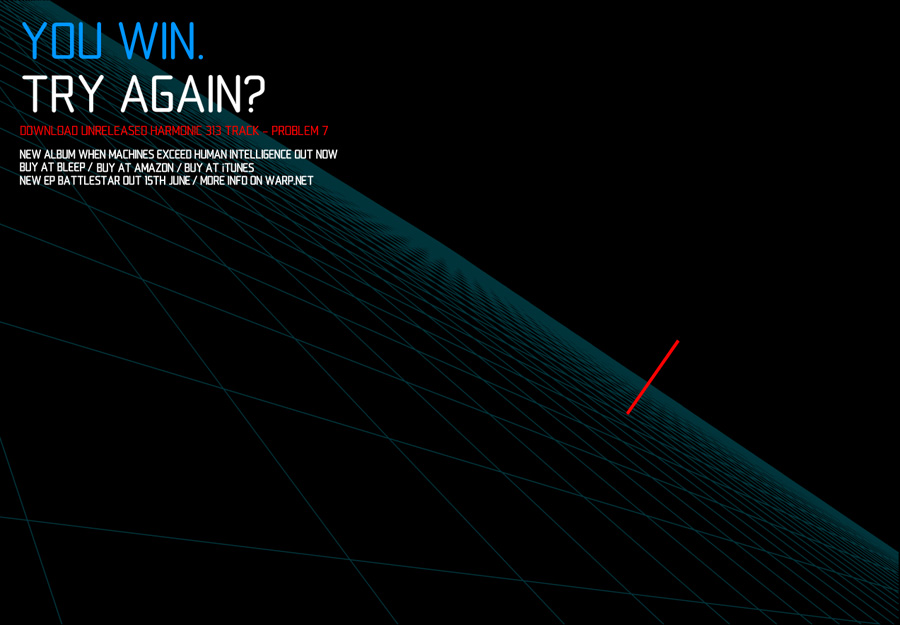 YOU WIN.
TRY AGAIN?
DOWNLOAD UNRELEASED HARMONIC 313 TRACK - PROBLEM 7
NEW ALBUM WHEN MACHINES EXCEED HUMAN INTELLIGENCE OUT NOW
BUY AT BLEEP / BUY AT AMAZON / BUY AT iTUNES
NEW EP BATTLESTAR OUT 15TH JUNE / MORE INFO ON WARP.NET